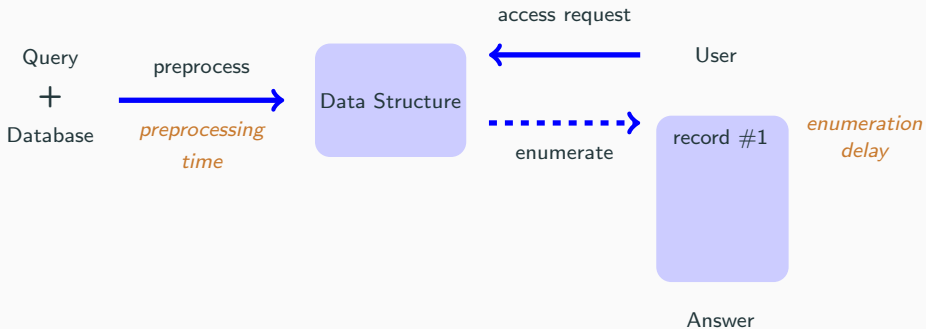 Query
+
Database
preprocess
preprocessing
time
Data Structure
access request
User
enumerate
record #1
enumeration
delay
Answer